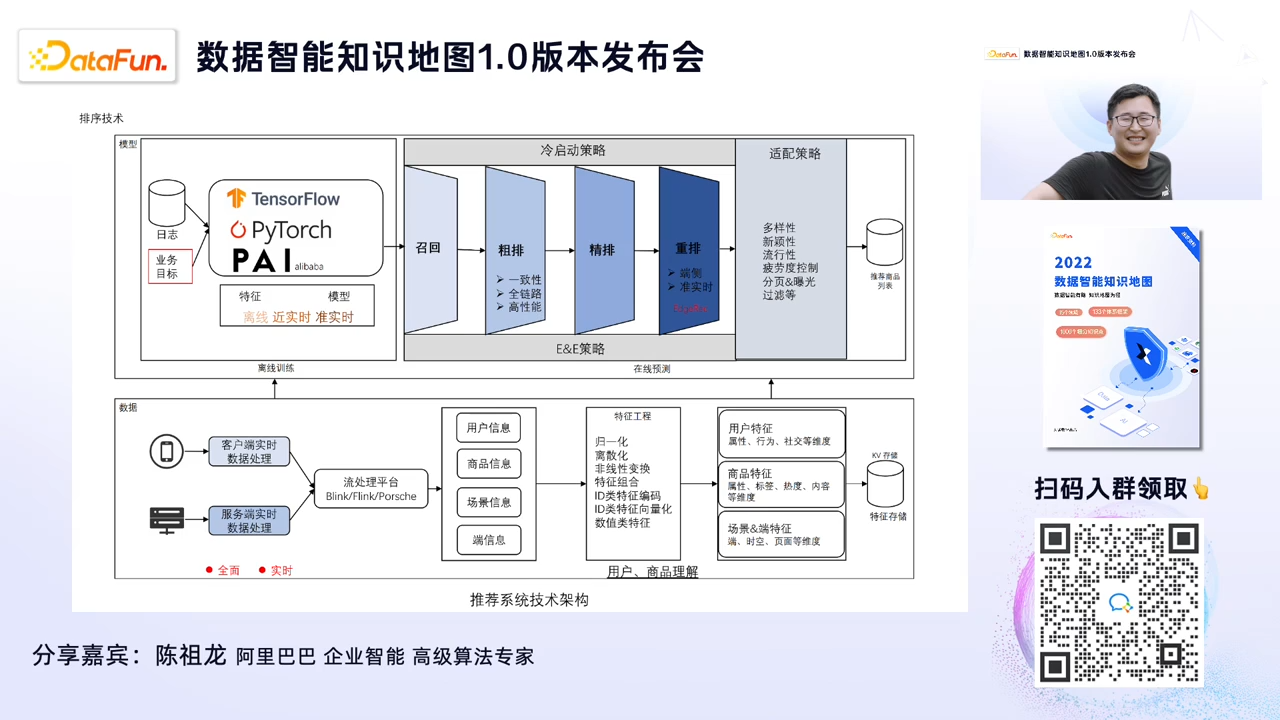 DataFun.
数据智能知识地图1.0版本发布会
排序技术
模型
日志
业务
目标
TensorFlow
PyTorch
PAI alibaba
特征 模型
离线 近实时 准实时
离线训练
冷启动策略
召回
粗排
一致性
全链路
高性能
精排
重排
端侧
准实时
E&E策略
适配策略
多样性
新颖性
流行性
疲劳度控制
分页&曝光
过滤等
推荐商品
列表
在线预测
数据
客户端实时
数据处理
服务端实时
数据处理
流处理平台
Blink/Flink/Porsche
全面 实时
用户信息
商品信息
场景信息
端信息
特征工程
归一化
离散化
非线性变换
特征组合
ID类特征编码
ID类特征向量化
数值类特征
用户特征
属性、行为、社交等维度
商品特征
属性、标签、热度、内容
等维度
场景&端特征
端、时空、页面等维度
KV 存储
特征存储
用户、商品理解
推荐系统技术架构
分享嘉宾：陈祖龙 阿里巴巴 企业智能 高级算法专家
DataFun. 数据智能知识地图1.0版本发布会
DataFun.
2022
数据智能知识地图
扫码入群领取👆